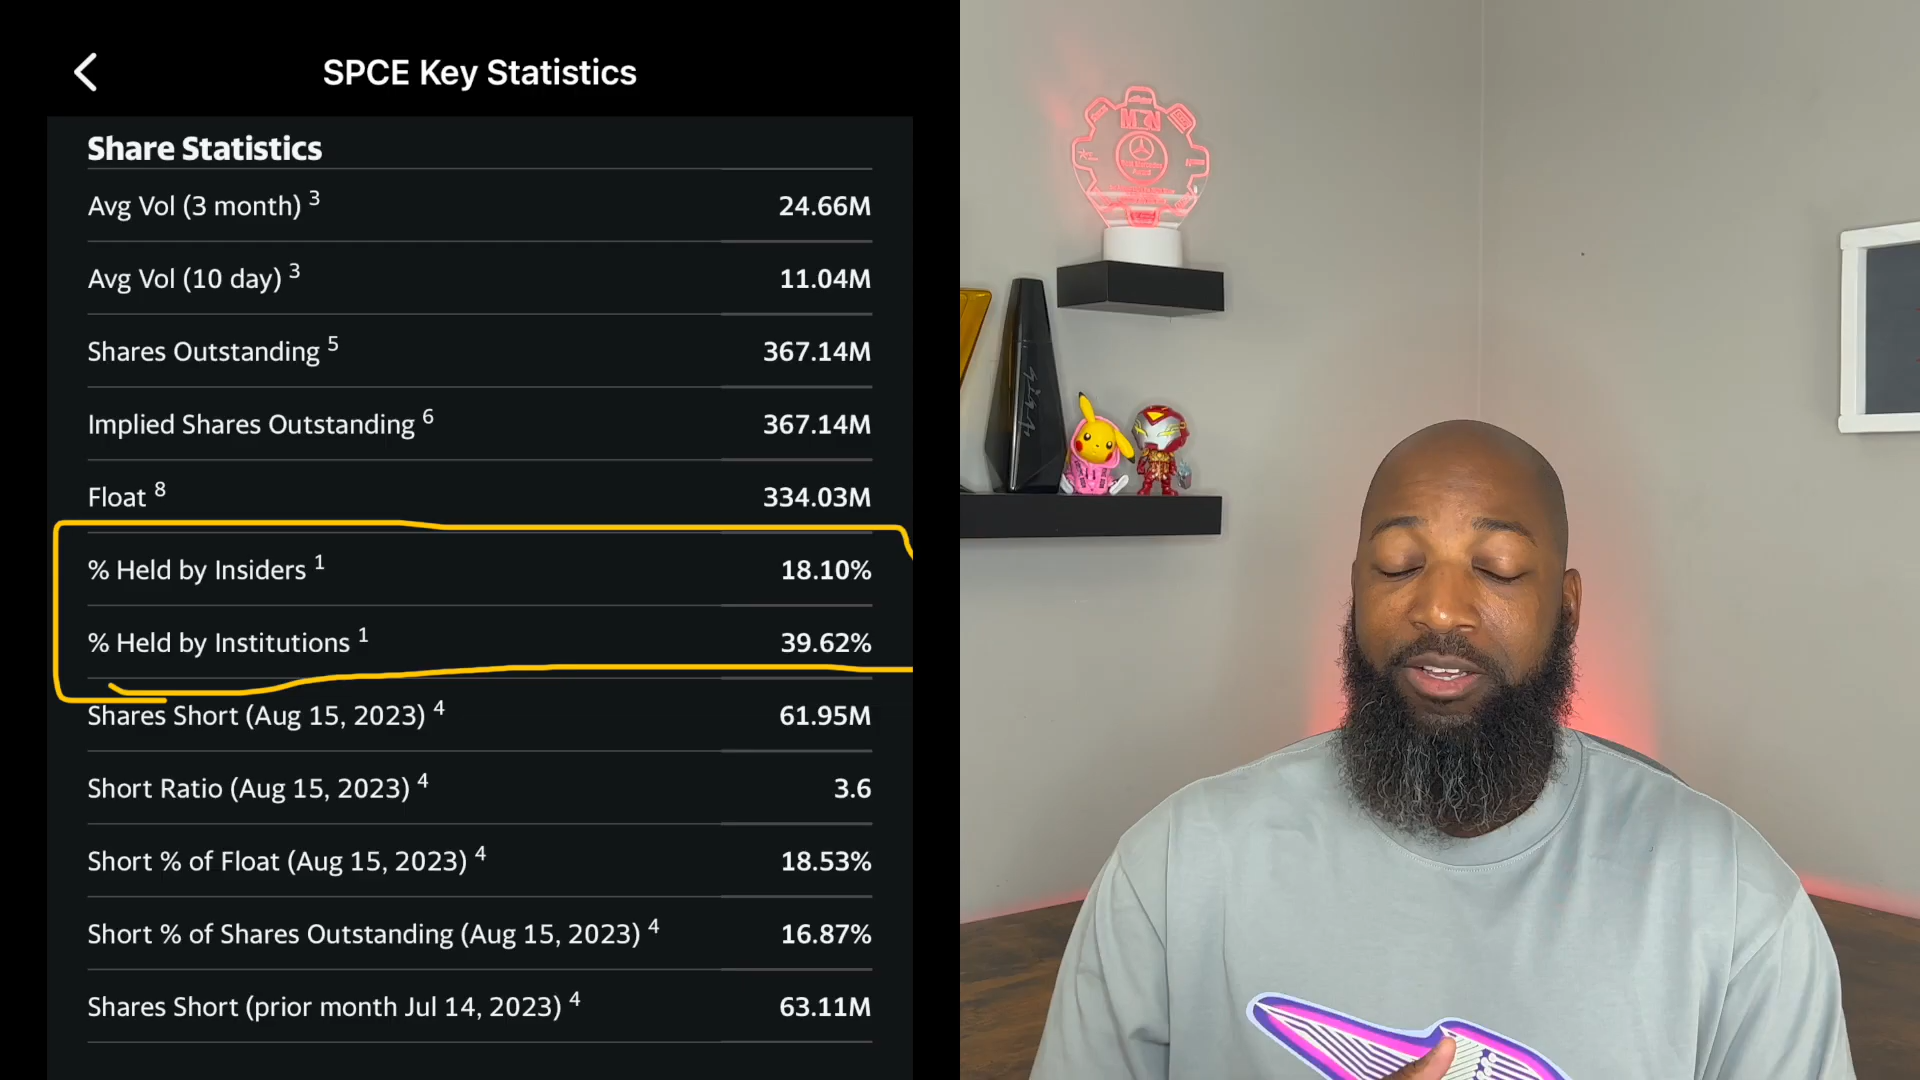 SPCE Key Statistics
Share Statistics
Avg Vol (3 month) 3 24.66M
Avg Vol (10 day) 3 11.04M
Shares Outstanding 5 367.14M
Implied Shares Outstanding 6 367.14M
Float 8 334.03M
% Held by Insiders 1 18.10%
% Held by Institutions 1 39.62%
Shares Short (Aug 15, 2023) 4 61.95M
Short Ratio (Aug 15, 2023) 4 3.6
Short % of Float (Aug 15, 2023) 4 18.53%
Short % of Shares Outstanding (Aug 15, 2023) 4 16.87%
Shares Short (prior month Jul 14, 2023) 4 63.11M